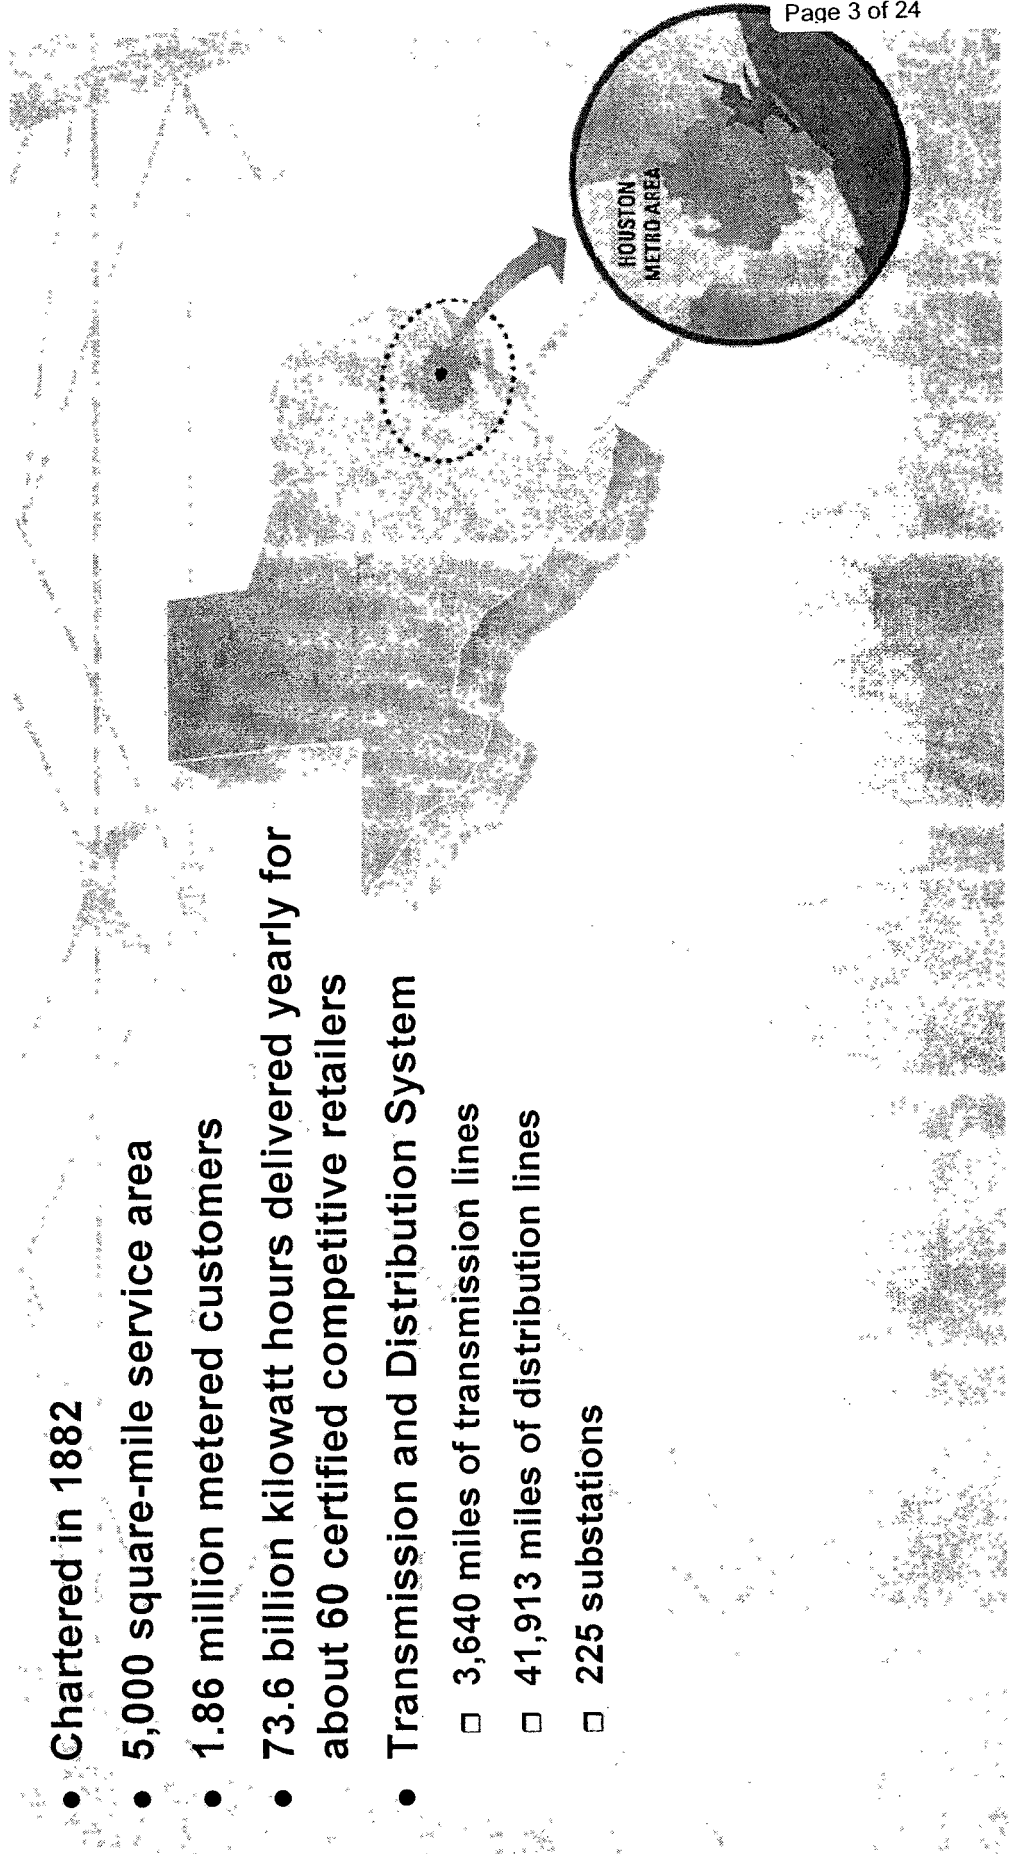 Page 3 of 24
• Chartered in 1882
• 5,000 square-mile service area
• 1.86 million metered customers
• 73.6 billion kilowatt hours delivered yearly for
about 60 certified competitive retailers
• Transmission and Distribution System
❒ 3,640 miles of transmission lines
❒ 41,913 miles of distribution lines
❒ 225 substations
HOUSTON
METRO AREA